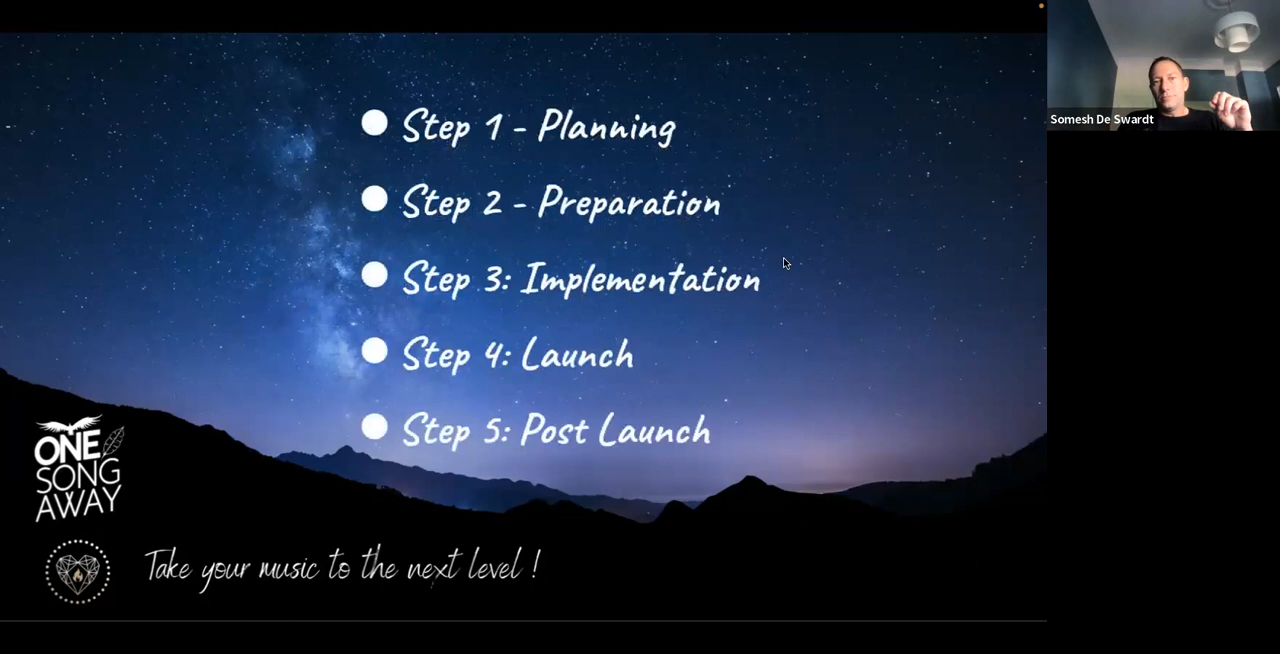 Step 1 - Planning
Step 2 - Preparation
Step 3: Implementation
Step 4: Launch
Step 5: Post Launch
ONE
SONG
AWAY
Take your music to the next level !
Somesh De Swardt